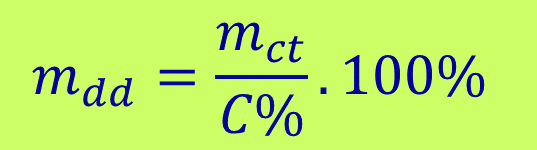 m_dd = m_ct / C% . 100%